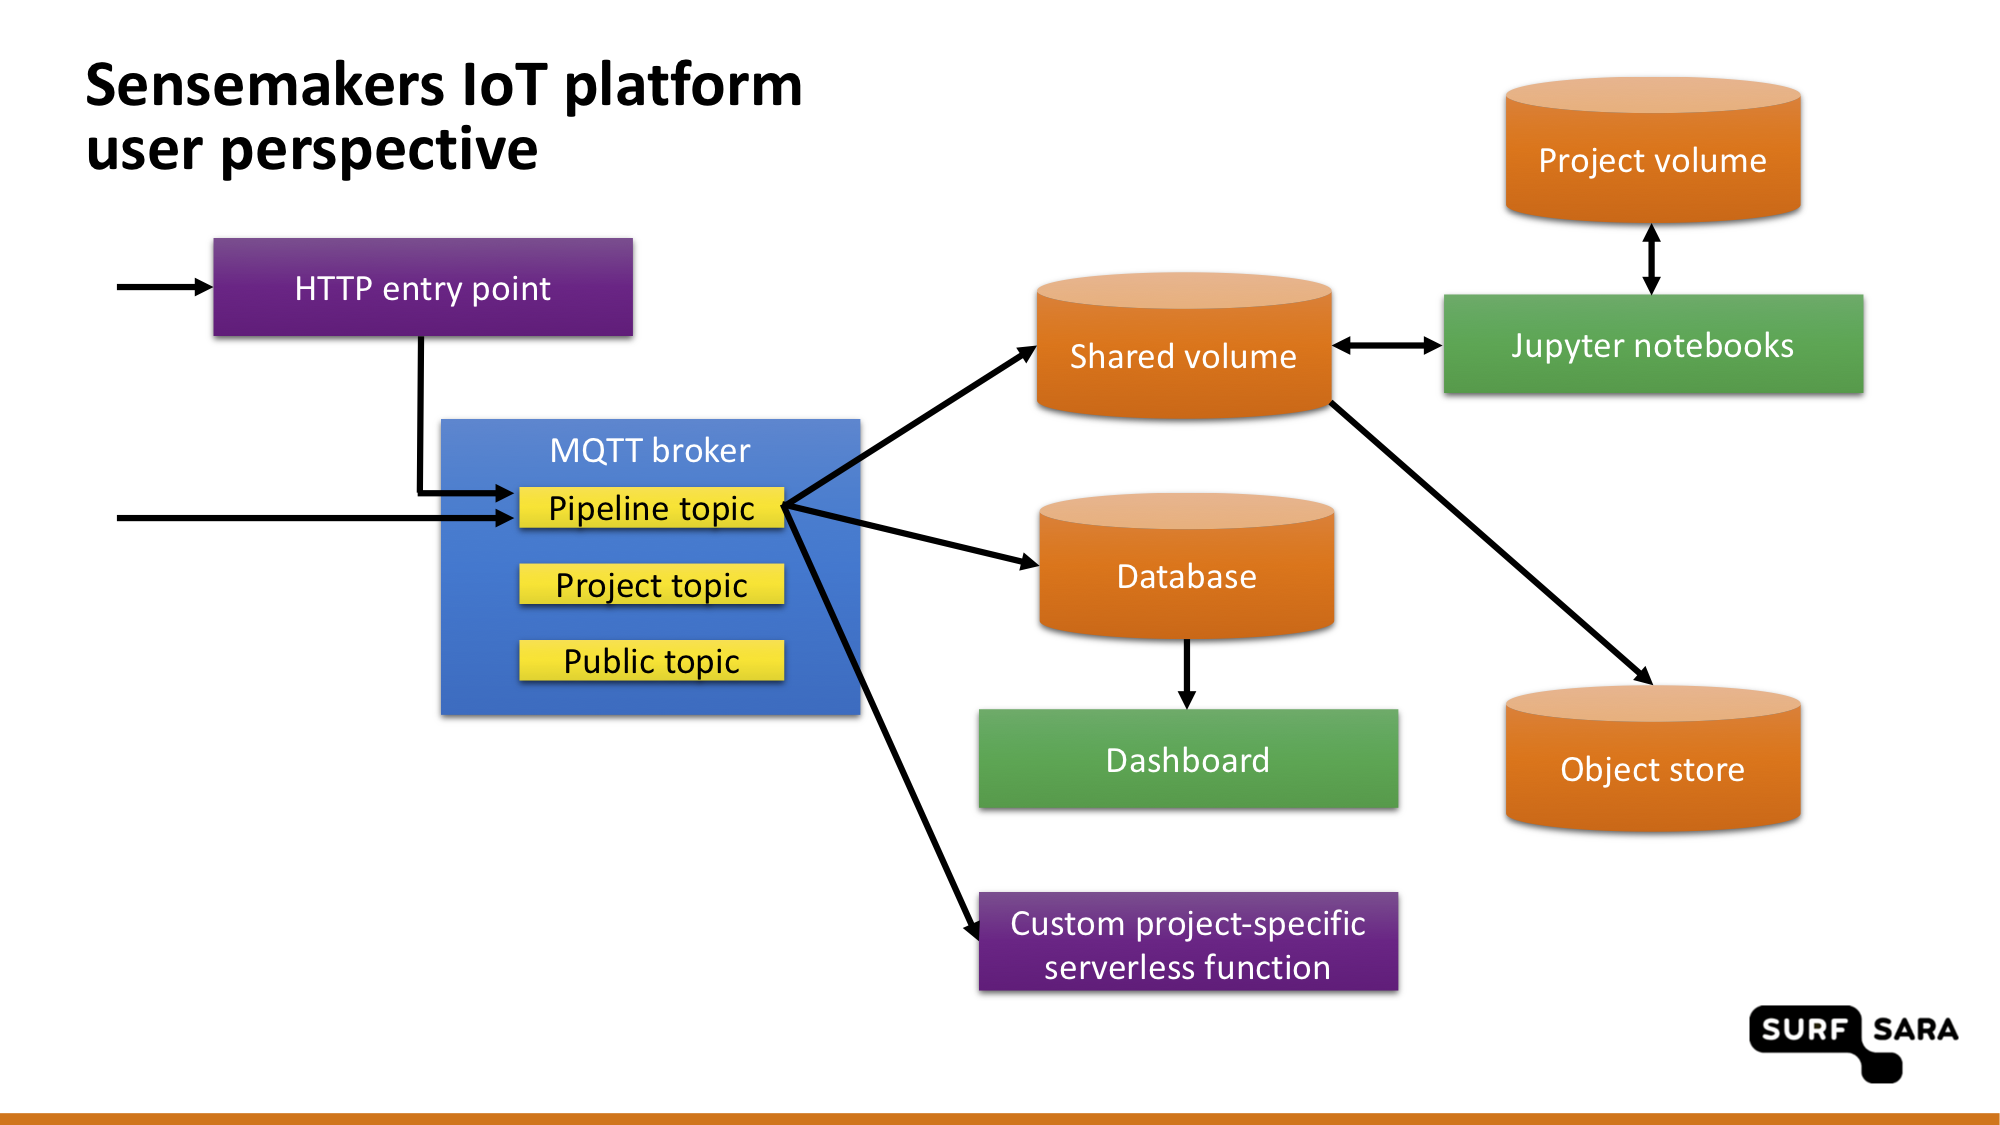 Sensemakers IoT platform
user perspective
Project volume
HTTP entry point
Shared volume
Jupyter notebooks
MQTT broker
Pipeline topic
Project topic
Public topic
Database
Dashboard
Object store
Custom project-specific
serverless function
SURF SARA